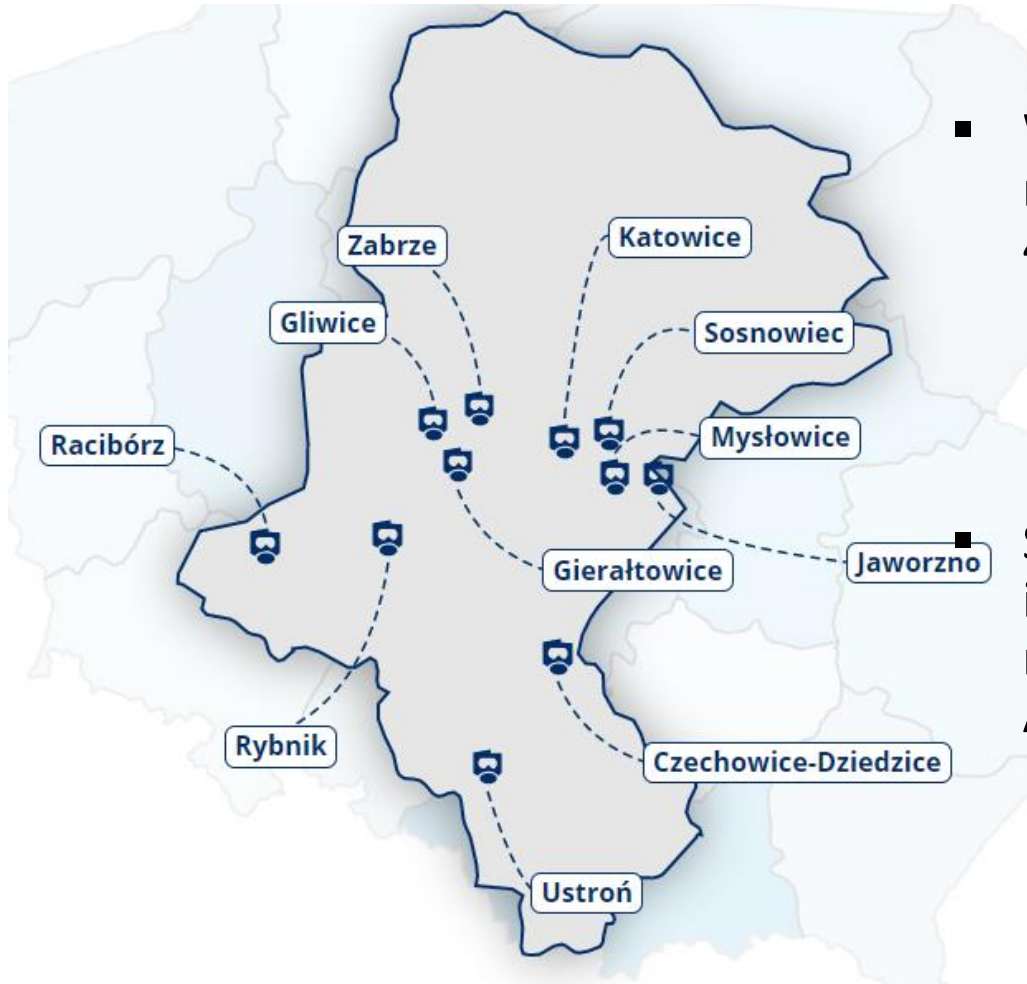 Zabrze
Katowice
Gliwice
Sosnowiec
Racibórz
Mysłowice
Gierałtowice
Jaworzno
Rybnik
Czechowice-Dziedzice
Ustroń